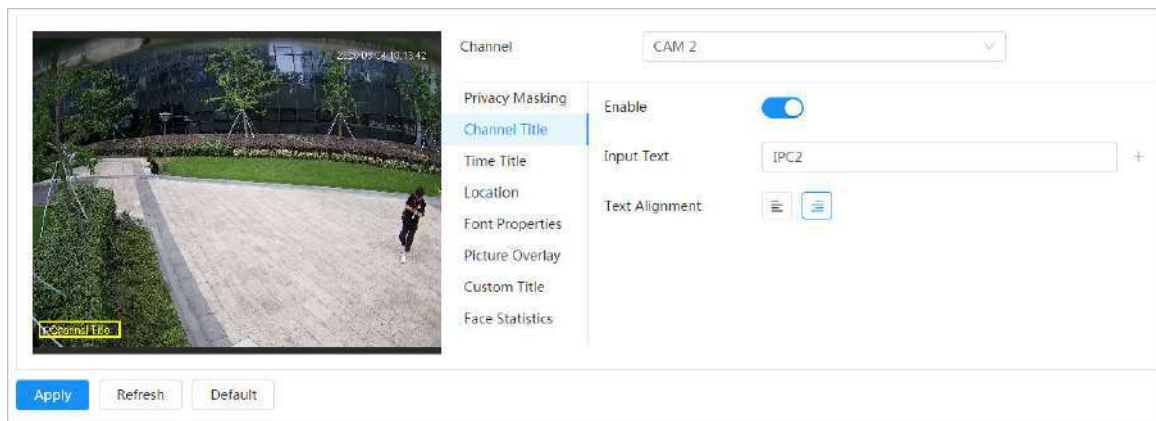 Channel
CAM 2
Privacy Masking
Channel Title
Time Title
Location
Font Properties
Picture Overlay
Custom Title
Face Statistics
Enable
Input Text
IPC2
+
Text Alignment
Channel Title
Apply
Refresh
Default